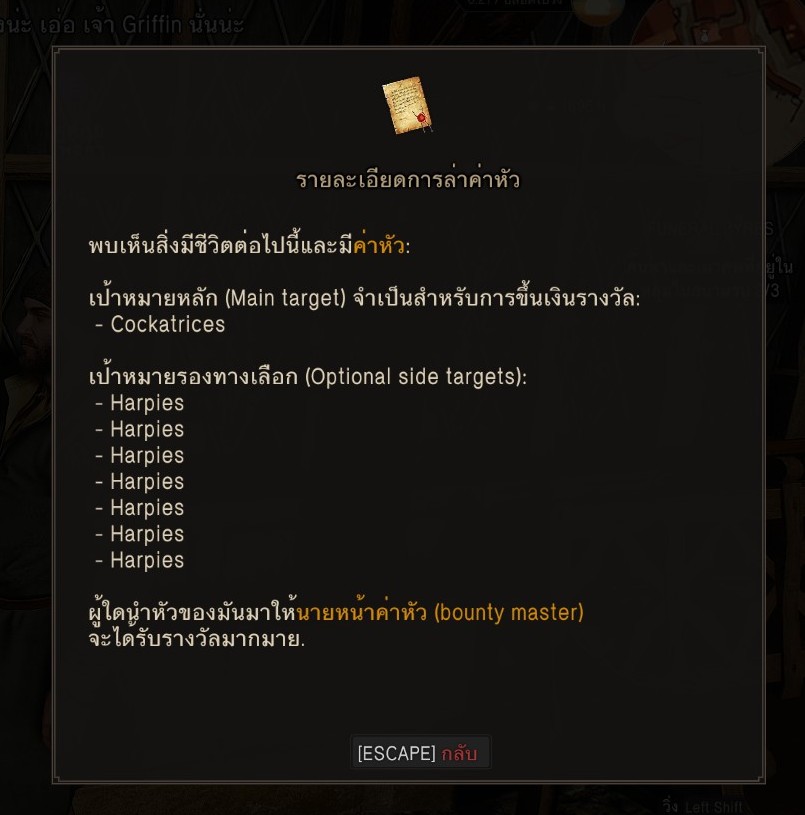 น่ะ เอ่อ เจ้า Griffin นั่นน่ะ
รายละเอียดการล่าค่าหัว
พบเห็นสิ่งมีชีวิตต่อไปนี้และมีค่าหัว:
เป้าหมายหลัก (Main target) จำเป็นสำหรับการขึ้นเงินรางวัล:
- Cockatrices
เป้าหมายรองทางเลือก (Optional side targets):
- Harpies
- Harpies
- Harpies
- Harpies
- Harpies
- Harpies
- Harpies
ผู้ใดนำหัวของมันมาให้นายหน้าค่าหัว (bounty master)
จะได้รับรางวัลมากมาย.
[ESCAPE] กลับ
วิ่ง Left Shift